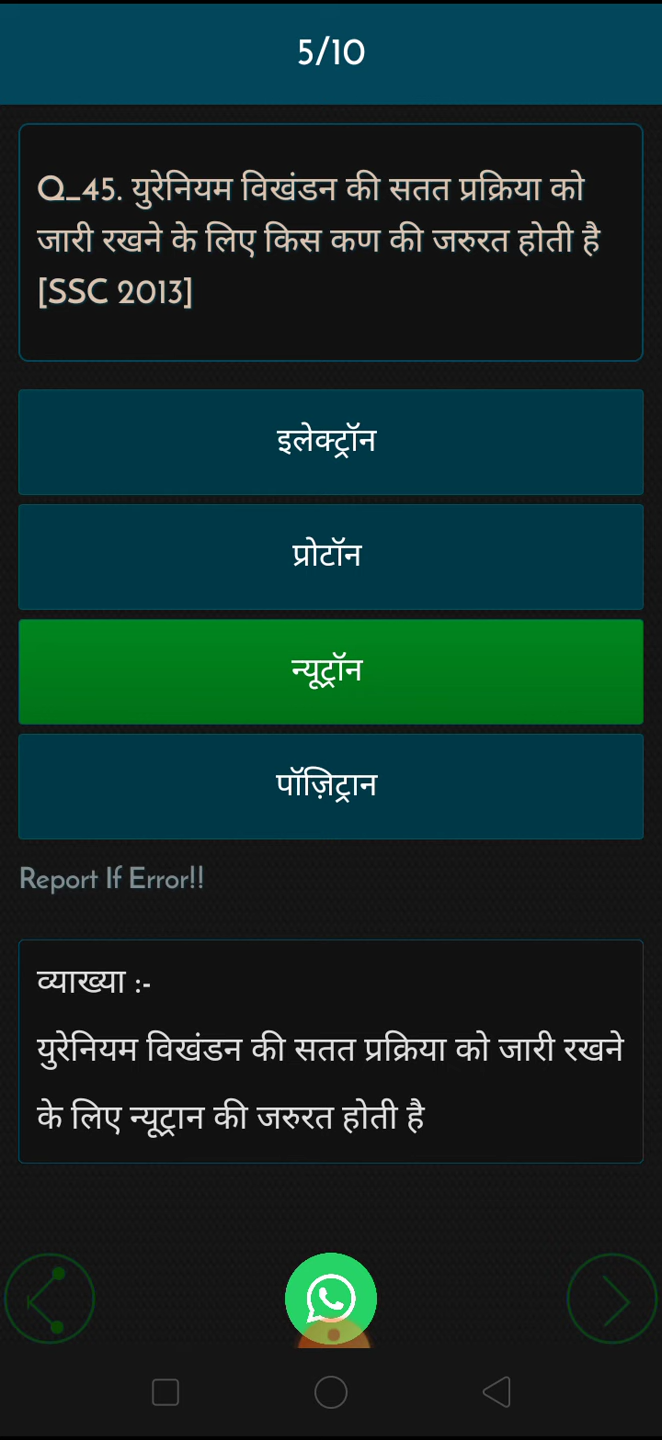 5/10
Q_45. युरेनियम विखंडन की सतत प्रक्रिया को
जारी रखने के लिए किस कण की जरुरत होती है
[SSC 2013]
इलेक्ट्रॉन
प्रोटॉन
न्यूट्रॉन
पॉज़िट्रान
Report If Error!!
व्याख्या :-
युरेनियम विखंडन की सतत प्रक्रिया को जारी रखने
के लिए न्यूट्रान की जरुरत होती है